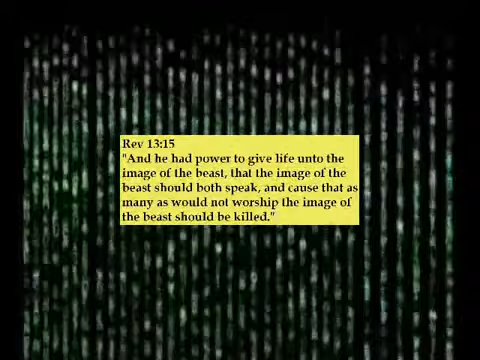 Rev 13:15
"And he had power to give life unto the
image of the beast, that the image of the
beast should both speak, and cause that as
many as would not worship the image of
the beast should be killed."